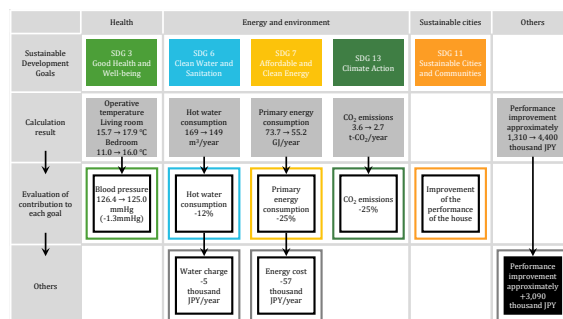 Health
Energy and environment
Sustainable cities
Others
Sustainable
Development
Goals
SDG 3
Good Health and
Well-being
SDG 6
Clean Water and
Sanitation
SDG 7
Affordable and
Clean Energy
SDG 13
Climate Action
SDG 11
Sustainable Cities
and Communities
Calculation
result
Operative
temperature
Living room
15.7 → 17.9 ℃
Bedroom
11.0 → 16.0 ℃
Hot water
consumption
169 → 149
m³/year
Primary energy
consumption
73.7 → 55.2
GJ/year
CO₂ emissions
3.6 → 2.7
t-CO₂/year
Performance
improvement
approximately
1,310 → 4,400
thousand JPY
Evaluation of
contribution to
each goal
Blood pressure
126.4 → 125.0
mmHg
(-1.3mmHg)
Hot water
consumption
-12%
Primary
energy
consumption
-25%
CO₂ emissions
-25%
Improvement
of the
performance
of the house
Others
Water charge
-5
thousand
JPY/year
Energy cost
-57
thousand
JPY/year
Performance
improvement
approximately
+3,090
thousand JPY